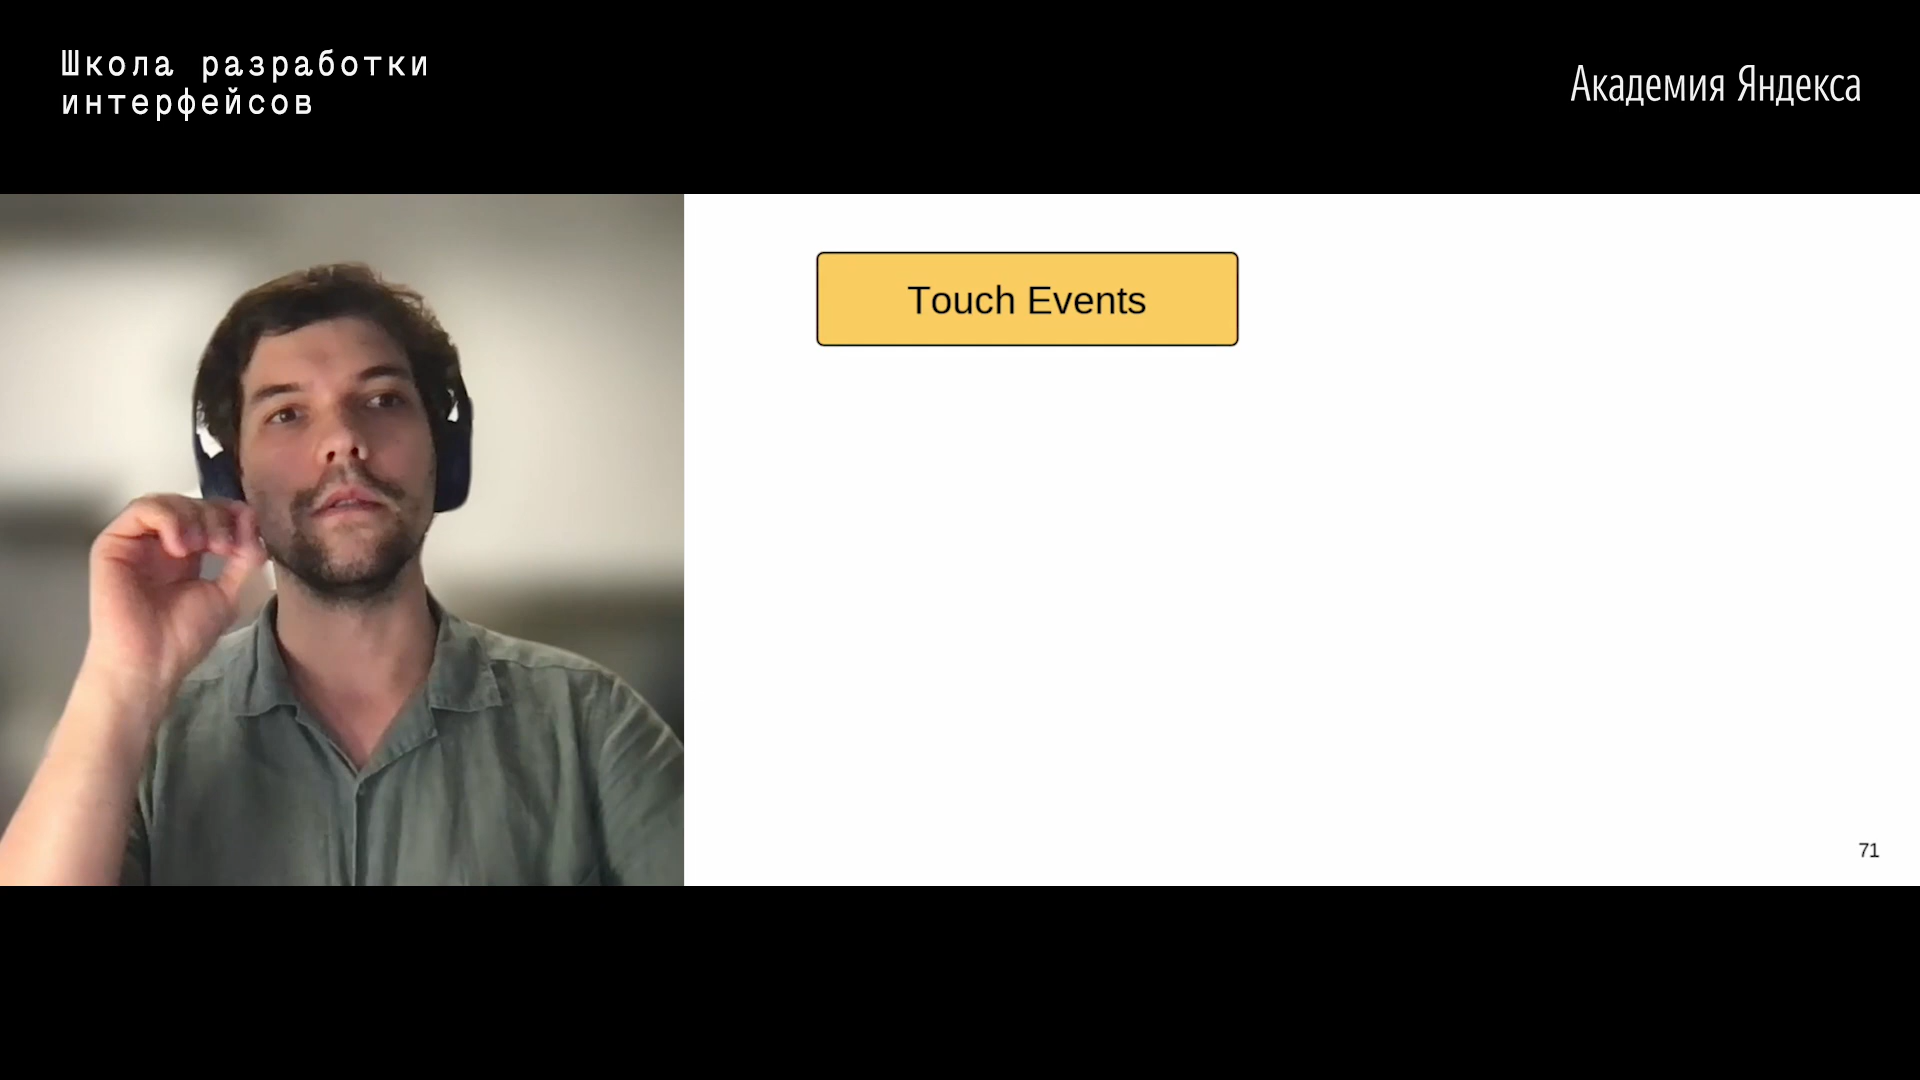 Школа разработки
интерфейсов
Академия Яндекса
Touch Events
71